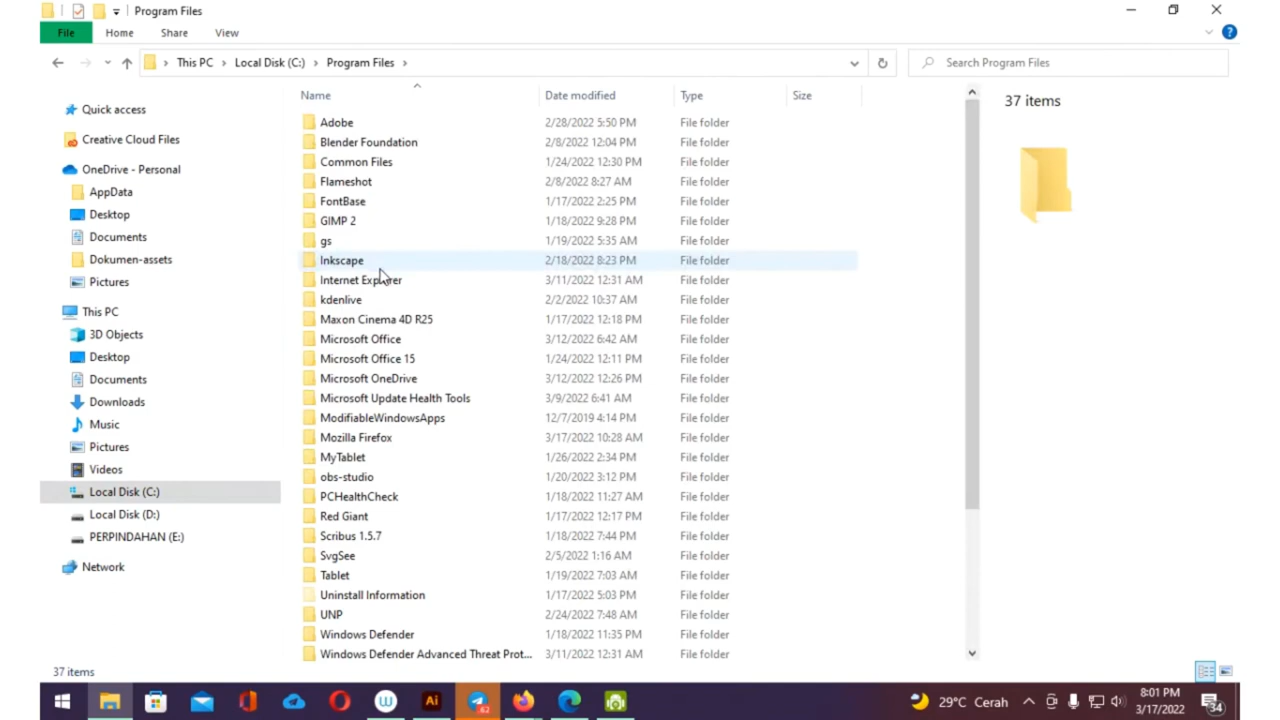 Program Files
File Home Share View
This PC Local Disk (C:) Program Files
Search Program Files
Name Date modified Type Size
Quick access
Creative Cloud Files
OneDrive - Personal
AppData
Desktop
Documents
Dokumen-assets
Pictures
This PC
3D Objects
Desktop
Documents
Downloads
Music
Pictures
Videos
Local Disk (C:)
Local Disk (D:)
PERPINDAHAN (E:)
Network
Adobe 2/28/2022 5:50 PM File folder
Blender Foundation 2/8/2022 12:04 PM File folder
Common Files 1/24/2022 12:30 PM File folder
Flameshot 2/8/2022 8:27 AM File folder
FontBase 1/17/2022 2:25 PM File folder
GIMP 2 1/18/2022 9:28 PM File folder
gs 1/19/2022 5:35 AM File folder
Inkscape 2/18/2022 8:23 PM File folder
Internet Explorer 3/11/2022 12:31 AM File folder
kdenlive 2/2/2022 10:37 AM File folder
Maxon Cinema 4D R25 1/17/2022 12:18 PM File folder
Microsoft Office 3/12/2022 6:42 AM File folder
Microsoft Office 15 1/24/2022 12:11 PM File folder
Microsoft OneDrive 3/12/2022 12:26 PM File folder
Microsoft Update Health Tools 3/9/2022 6:41 AM File folder
ModifiableWindowsApps 12/7/2019 4:14 PM File folder
Mozilla Firefox 3/17/2022 10:28 AM File folder
MyTablet 1/26/2022 2:34 PM File folder
obs-studio 1/20/2022 3:12 PM File folder
PCHealthCheck 1/18/2022 11:27 AM File folder
Red Giant 1/17/2022 12:17 PM File folder
Scribus 1.5.7 1/18/2022 7:44 PM File folder
SvgSee 2/5/2022 1:16 AM File folder
Tablet 1/19/2022 7:03 AM File folder
Uninstall Information 1/17/2022 5:03 PM File folder
UNP 2/24/2022 7:48 AM File folder
Windows Defender 1/18/2022 11:35 PM File folder
Windows Defender Advanced Threat Prot... 3/11/2022 12:31 AM File folder
37 items
37 items
W Ai 62 29°C Cerah 8:01 PM
3/17/2022 34